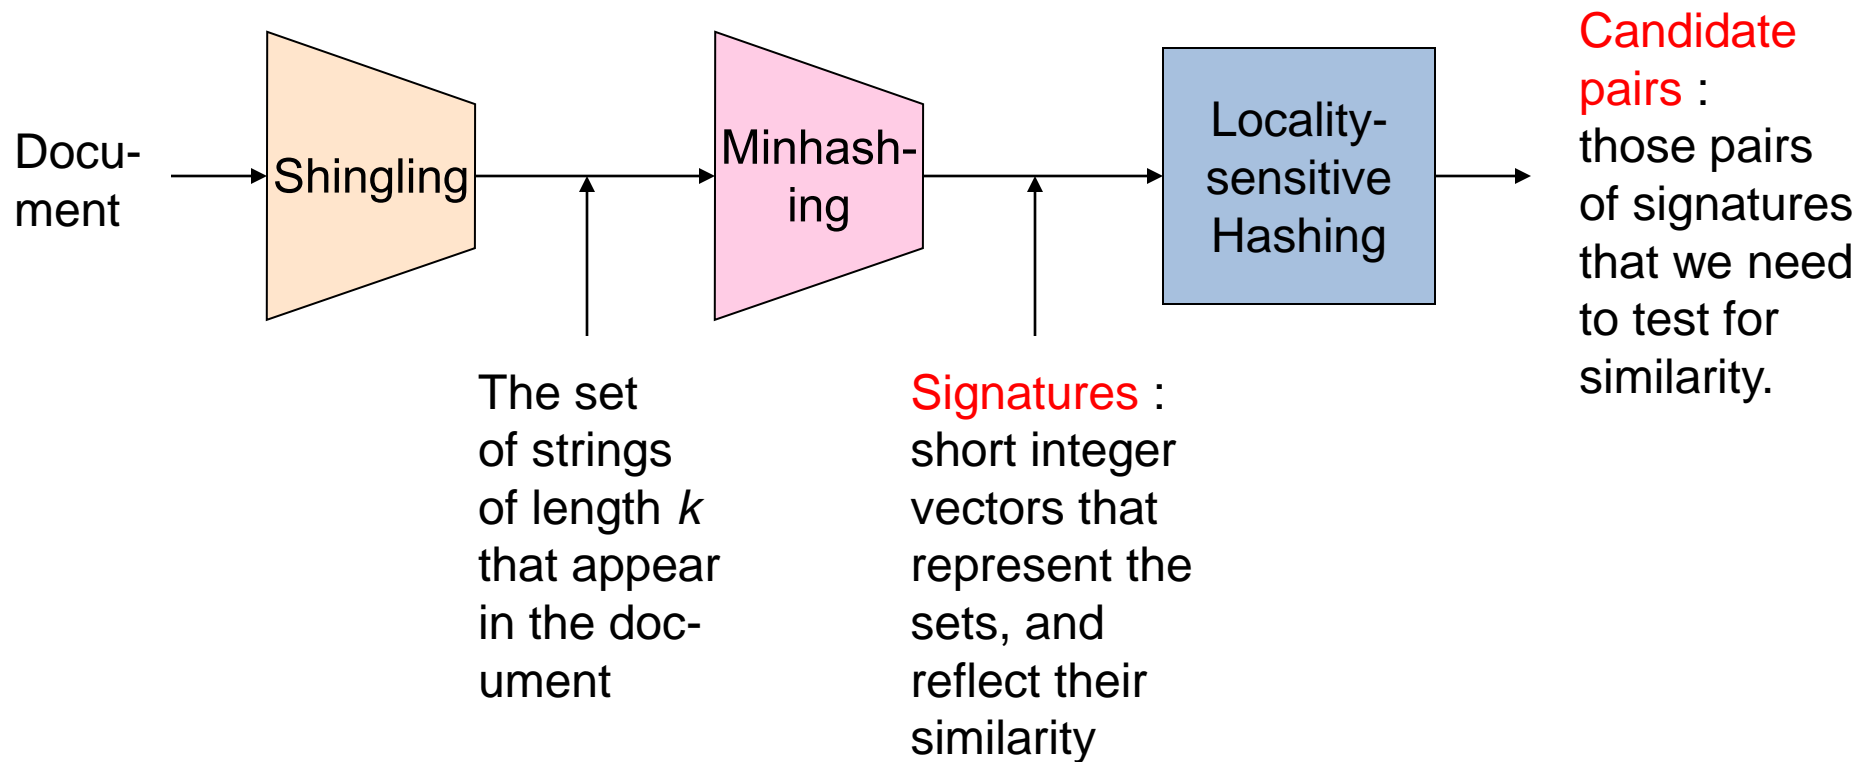 Docu-
ment
Shingling
The set
of strings
of length k
that appear
in the doc-
ument
Minhash-
ing
Signatures :
short integer
vectors that
represent the
sets, and
reflect their
similarity
Locality-
sensitive
Hashing
Candidate
pairs :
those pairs
of signatures
that we need
to test for
similarity.